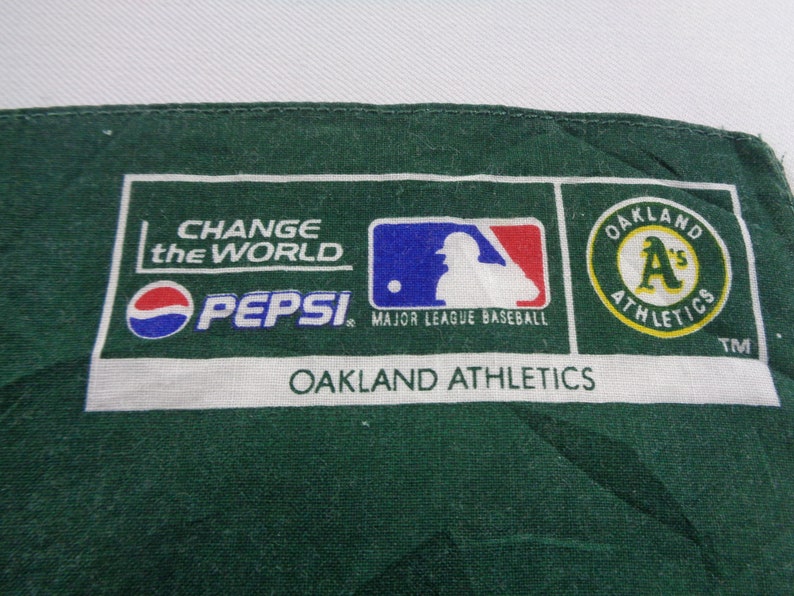 CHANGE
the WORLD
PEPSI®
MAJOR LEAGUE BASEBALL
OAKLAND
A's
ATHLETICS
TM
OAKLAND ATHLETICS